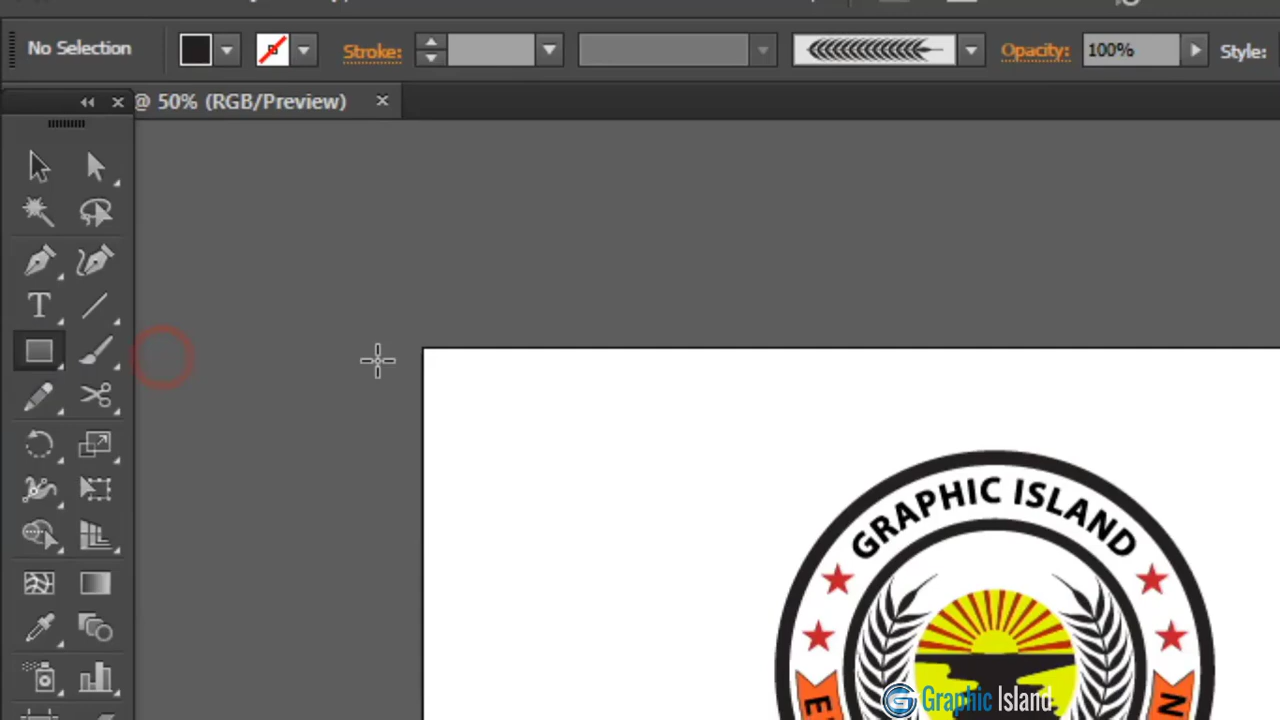 No Selection
Stroke:
Opacity:
100%
Style:
@ 50% (RGB/Preview)
GRAPHIC ISLAND
Graphic Island